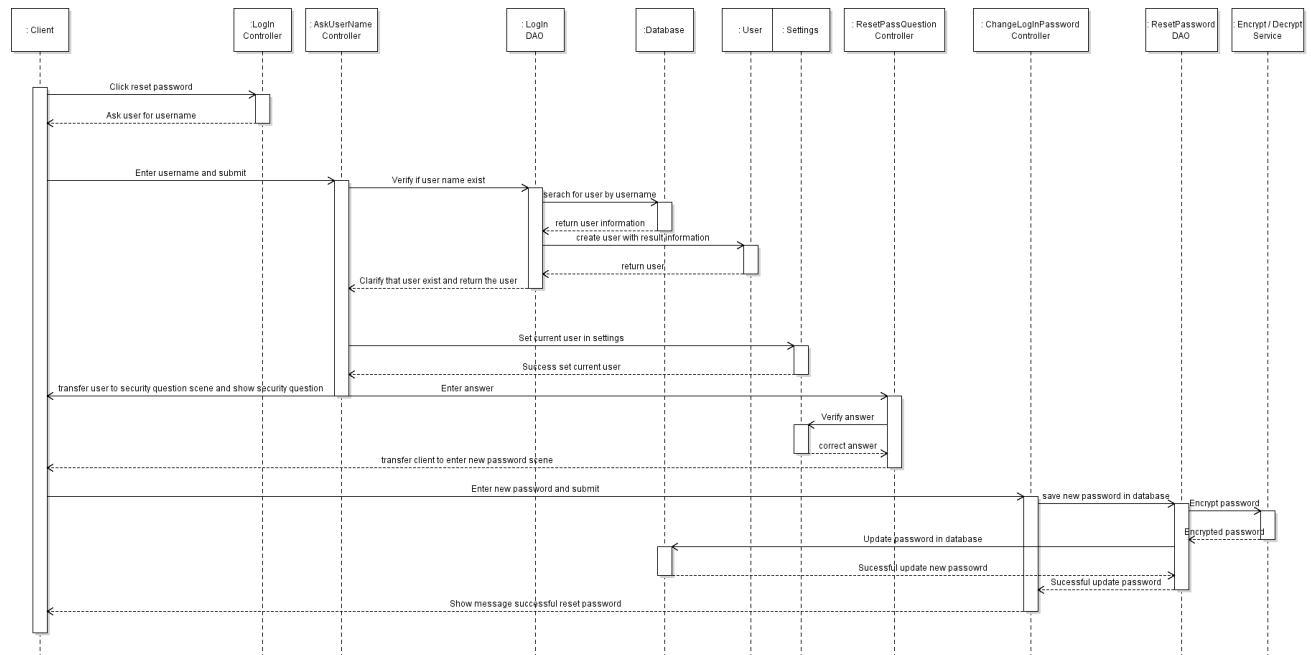 : Client
:LogIn
Controller
: AskUserName
Controller
: LogIn
DAO
:Database
: User
: Settings
: ResetPassQuestion
Controller
: ChangeLogInPassword
Controller
: ResetPassword
DAO
: Encrypt / Decrypt
Service
Click reset password
Ask user for username
Enter username and submit
Verify if user name exist
serach for user by username
return user information
create user with result information
return user
Clarify that user exist and return the user
Set current user in settings
Success set current user
transfer user to security question scene and show security question
Enter answer
Verify answer
correct answer
transfer client to enter new password scene
Enter new password and submit
save new password in database
Encrypt password
Encrypted password
Update password in database
Sucessful update new passowrd
Sucessful update password
Show message successful reset password